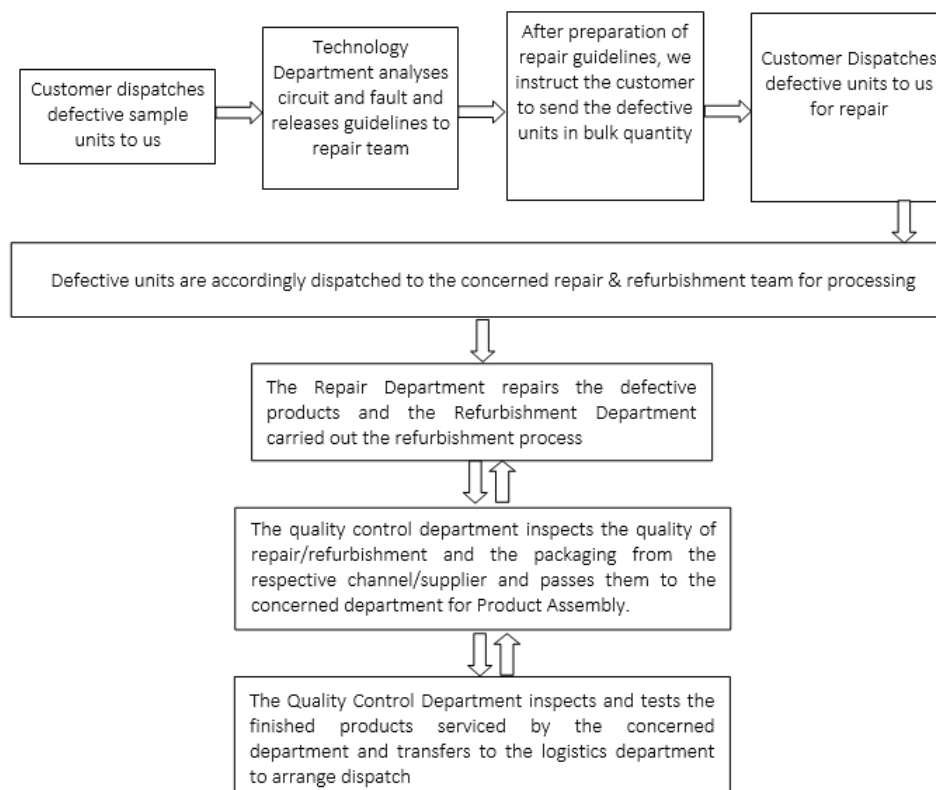 Customer dispatches
defective sample
units to us
Technology
Department analyses
circuit and fault and
releases guidelines to
repair team
After preparation of
repair guidelines, we
instruct the customer
to send the defective
units in bulk quantity
Customer Dispatches
defective units to us
for repair
Defective units are accordingly dispatched to the concerned repair & refurbishment team for processing
The Repair Department repairs the defective
products and the Refurbishment Department
carried out the refurbishment process
The quality control department inspects the quality of
repair/refurbishment and the packaging from the
respective channel/supplier and passes them to the
concerned department for Product Assembly.
The Quality Control Department inspects and tests the
finished products serviced by the concerned
department and transfers to the logistics department
to arrange dispatch